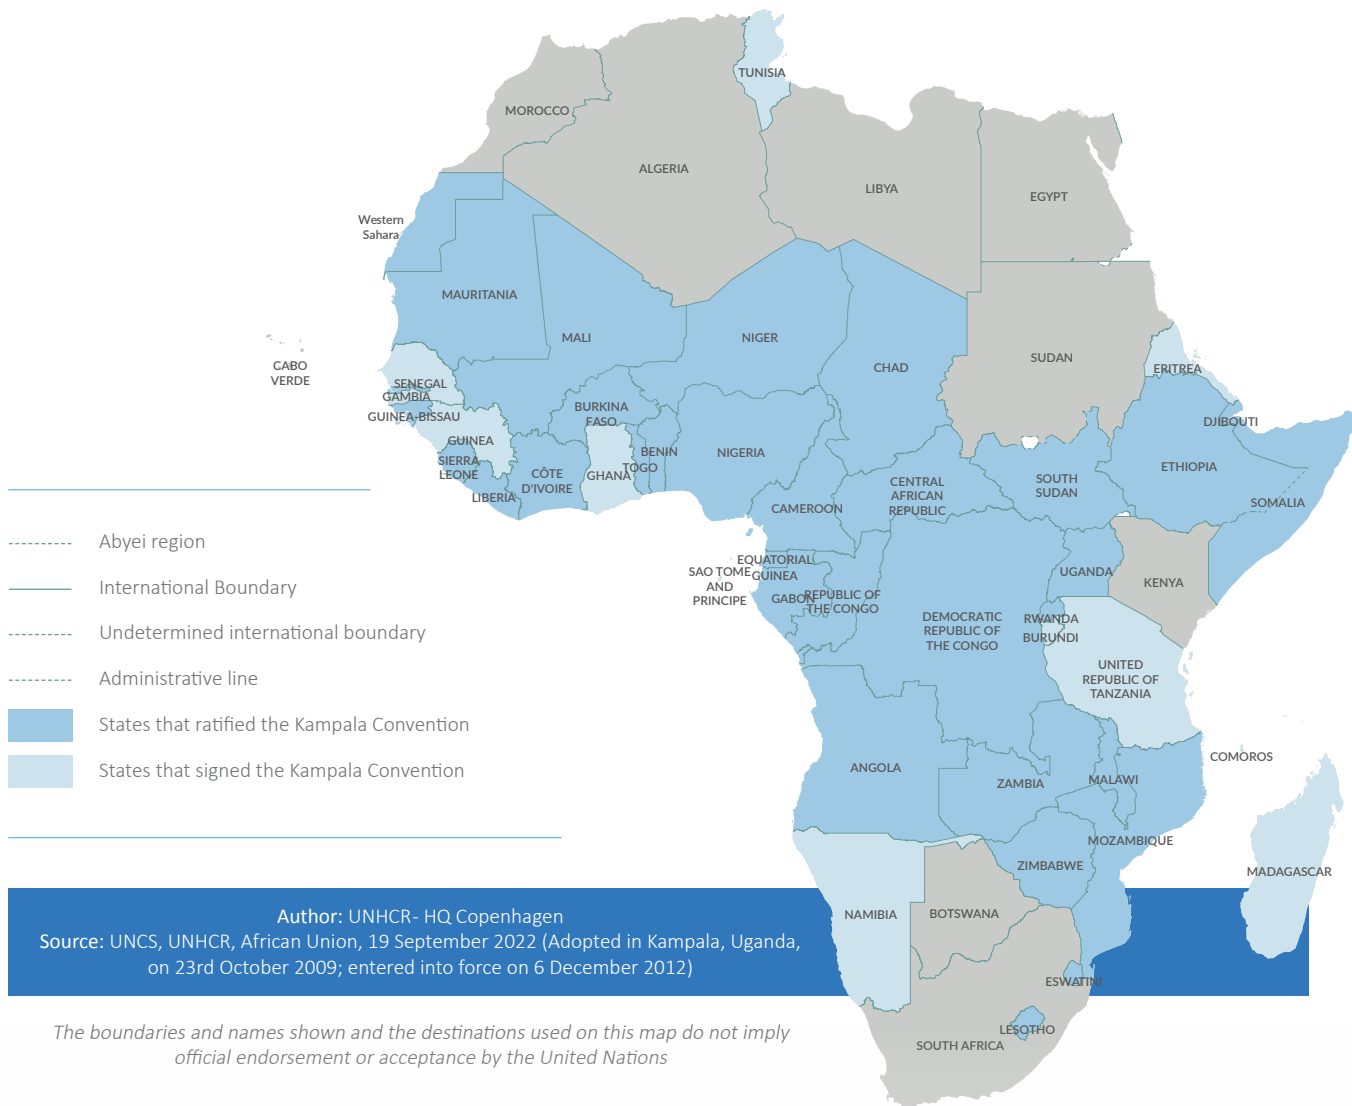 TUNISIA
MOROCCO
ALGERIA
LIBYA
EGYPT
Western
Sahara
MAURITANIA
MALI
NIGER
CHAD
SUDAN
ERITREA
CABO
VERDE
SENEGAL
GAMBIA
GUINEA-BISSAU
GUINEA
SIERRA
LEONE
LIBERIA
CÔTE
D'IVOIRE
BURKINA
FASO
GHANA
TOGO
BENIN
NIGERIA
CAMEROON
CENTRAL
AFRICAN
REPUBLIC
SOUTH
SUDAN
DJIBOUTI
ETHIOPIA
SOMALIA
EQUATORIAL
GUINEA
SAO TOME
AND
PRINCIPE
GABON
REPUBLIC OF
THE CONGO
DEMOCRATIC
REPUBLIC OF
THE CONGO
UGANDA
KENYA
RWANDA
BURUNDI
UNITED
REPUBLIC OF
TANZANIA
COMOROS
ANGOLA
ZAMBIA
MALAWI
MOZAMBIQUE
ZIMBABWE
MADAGASCAR
NAMIBIA
BOTSWANA
ESWATINI
LESOTHO
SOUTH AFRICA
Abyei region
International Boundary
Undetermined international boundary
Administrative line
States that ratified the Kampala Convention
States that signed the Kampala Convention
Author: UNHCR- HQ Copenhagen
Source: UNCS, UNHCR, African Union, 19 September 2022 (Adopted in Kampala, Uganda,
on 23rd October 2009; entered into force on 6 December 2012)
The boundaries and names shown and the destinations used on this map do not imply
official endorsement or acceptance by the United Nations